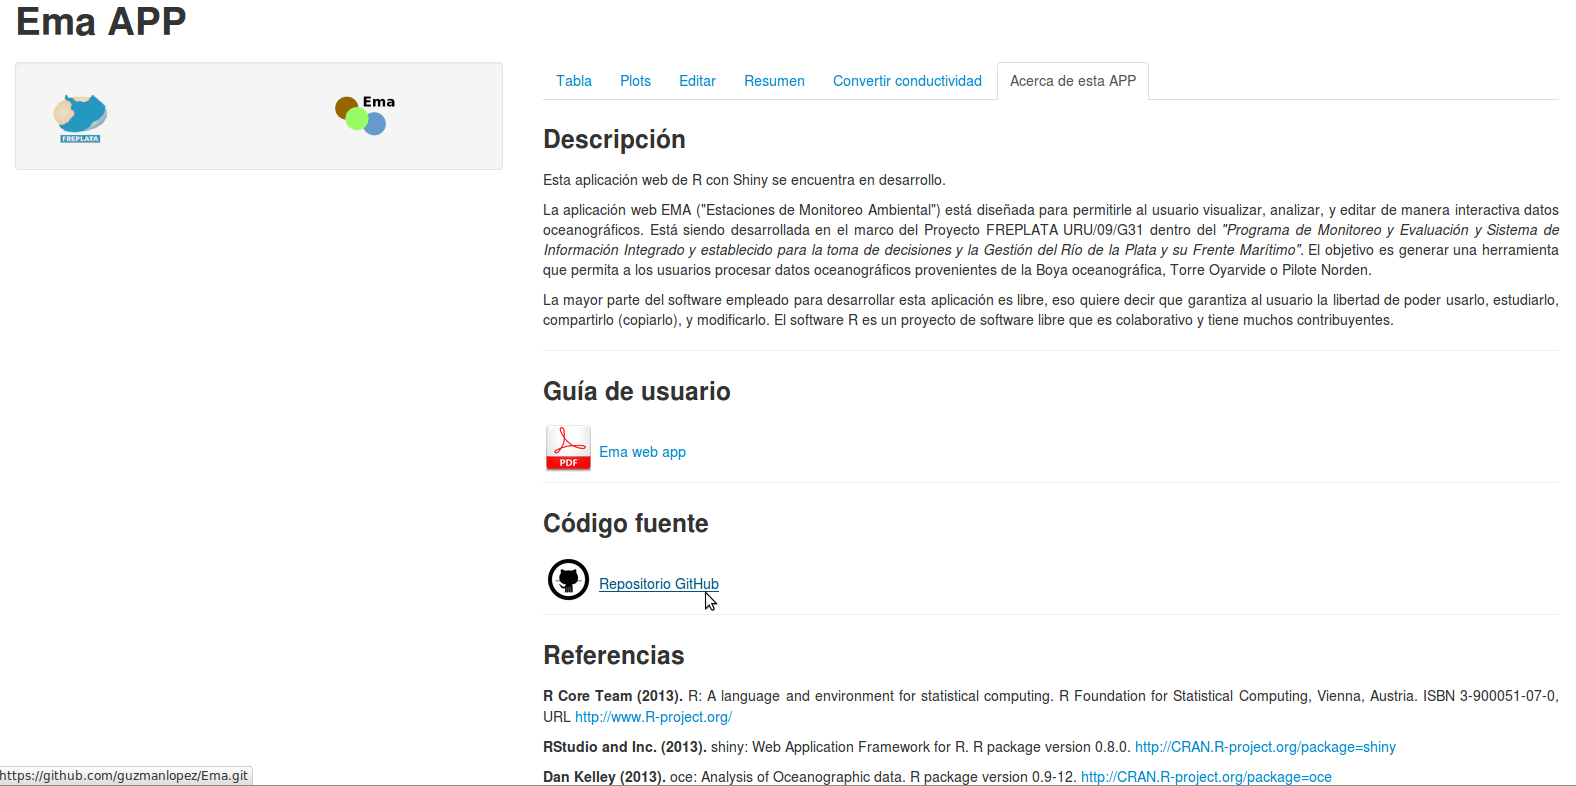 Ema APP
FREPLATA
Ema
Tabla Plots Editar Resumen Convertir conductividad Acerca de esta APP
Descripción
Esta aplicación web de R con Shiny se encuentra en desarrollo.
La aplicación web EMA ("Estaciones de Monitoreo Ambiental") está diseñada para permitirle al usuario visualizar, analizar, y editar de manera interactiva datos
oceanográficos. Está siendo desarrollada en el marco del Proyecto FREPLATA URU/09/G31 dentro del "Programa de Monitoreo y Evaluación y Sistema de
Información Integrado y establecido para la toma de decisiones y la Gestión del Río de la Plata y su Frente Marítimo". El objetivo es generar una herramienta
que permita a los usuarios procesar datos oceanográficos provenientes de la Boya oceanográfica, Torre Oyarvide o Pilote Norden.
La mayor parte del software empleado para desarrollar esta aplicación es libre, eso quiere decir que garantiza al usuario la libertad de poder usarlo, estudiarlo,
compartirlo (copiarlo), y modificarlo. El software R es un proyecto de software libre que es colaborativo y tiene muchos contribuyentes.
Guía de usuario
PDF
Ema web app
Código fuente
Repositorio GitHub
Referencias
R Core Team (2013). R: A language and environment for statistical computing. R Foundation for Statistical Computing, Vienna, Austria. ISBN 3-900051-07-0,
URL http://www.R-project.org/
RStudio and Inc. (2013). shiny: Web Application Framework for R. R package version 0.8.0. http://CRAN.R-project.org/package=shiny
Dan Kelley (2013). oce: Analysis of Oceanographic data. R package version 0.9-12. http://CRAN.R-project.org/package=oce
https://github.com/guzmanlopez/Ema.git